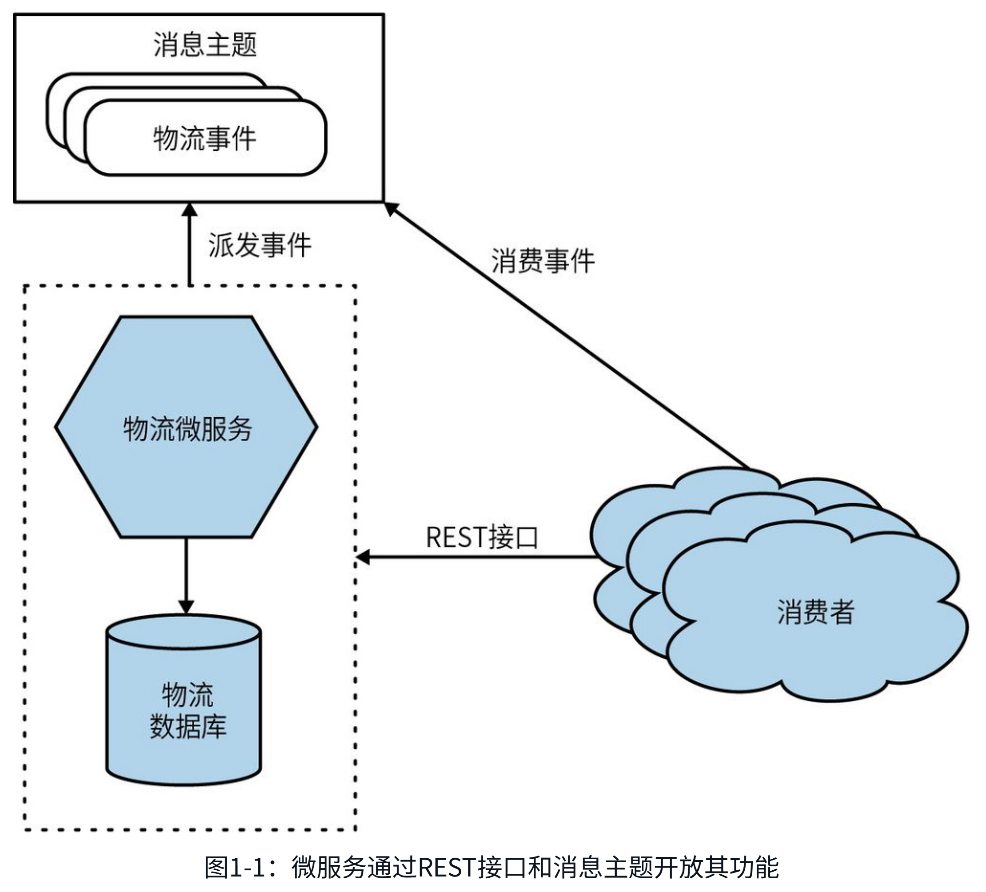 消息主题
物流事件
派发事件
消费事件
物流微服务
REST接口
消费者
物流
数据库
图1-1：微服务通过REST接口和消息主题开放其功能